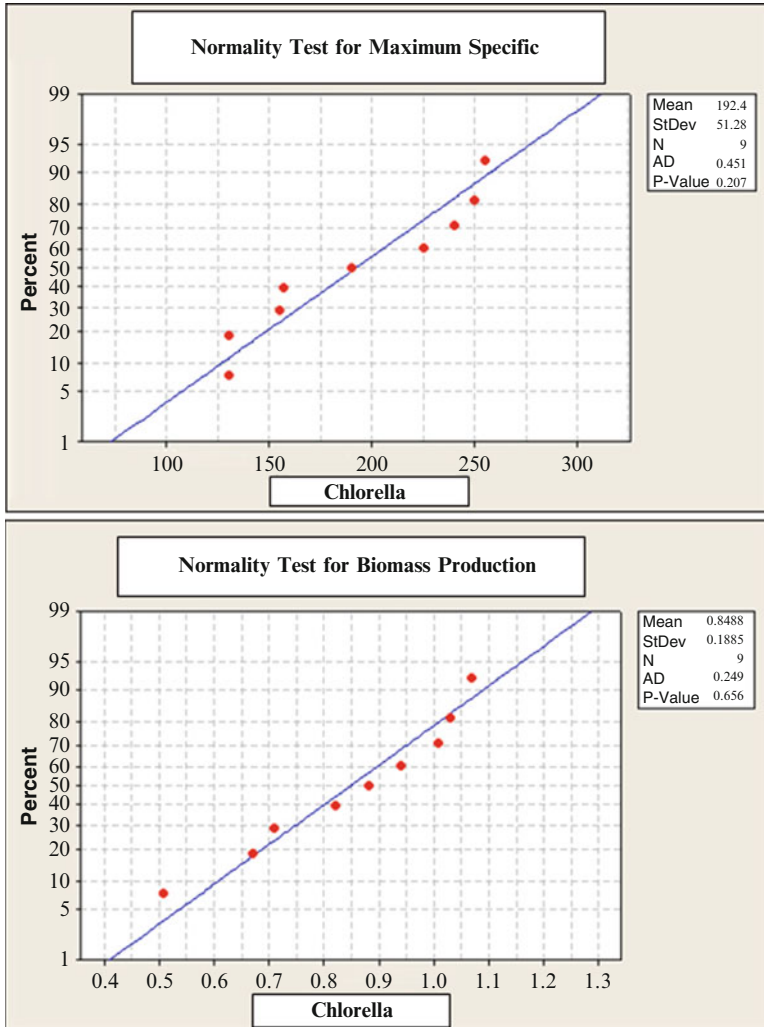 Normality Test for Maximum Specific
99
95
90
80
70
60
50
40
30
20
10
5
1
Percent
100 150 200 250 300
Chlorella
Mean 192.4
StDev 51.28
N 9
AD 0.451
P-Value 0.207
Normality Test for Biomass Production
99
95
90
80
70
60
50
40
30
20
10
5
1
Percent
0.4 0.5 0.6 0.7 0.8 0.9 1.0 1.1 1.2 1.3
Chlorella
Mean 0.8488
StDev 0.1885
N 9
AD 0.249
P-Value 0.656